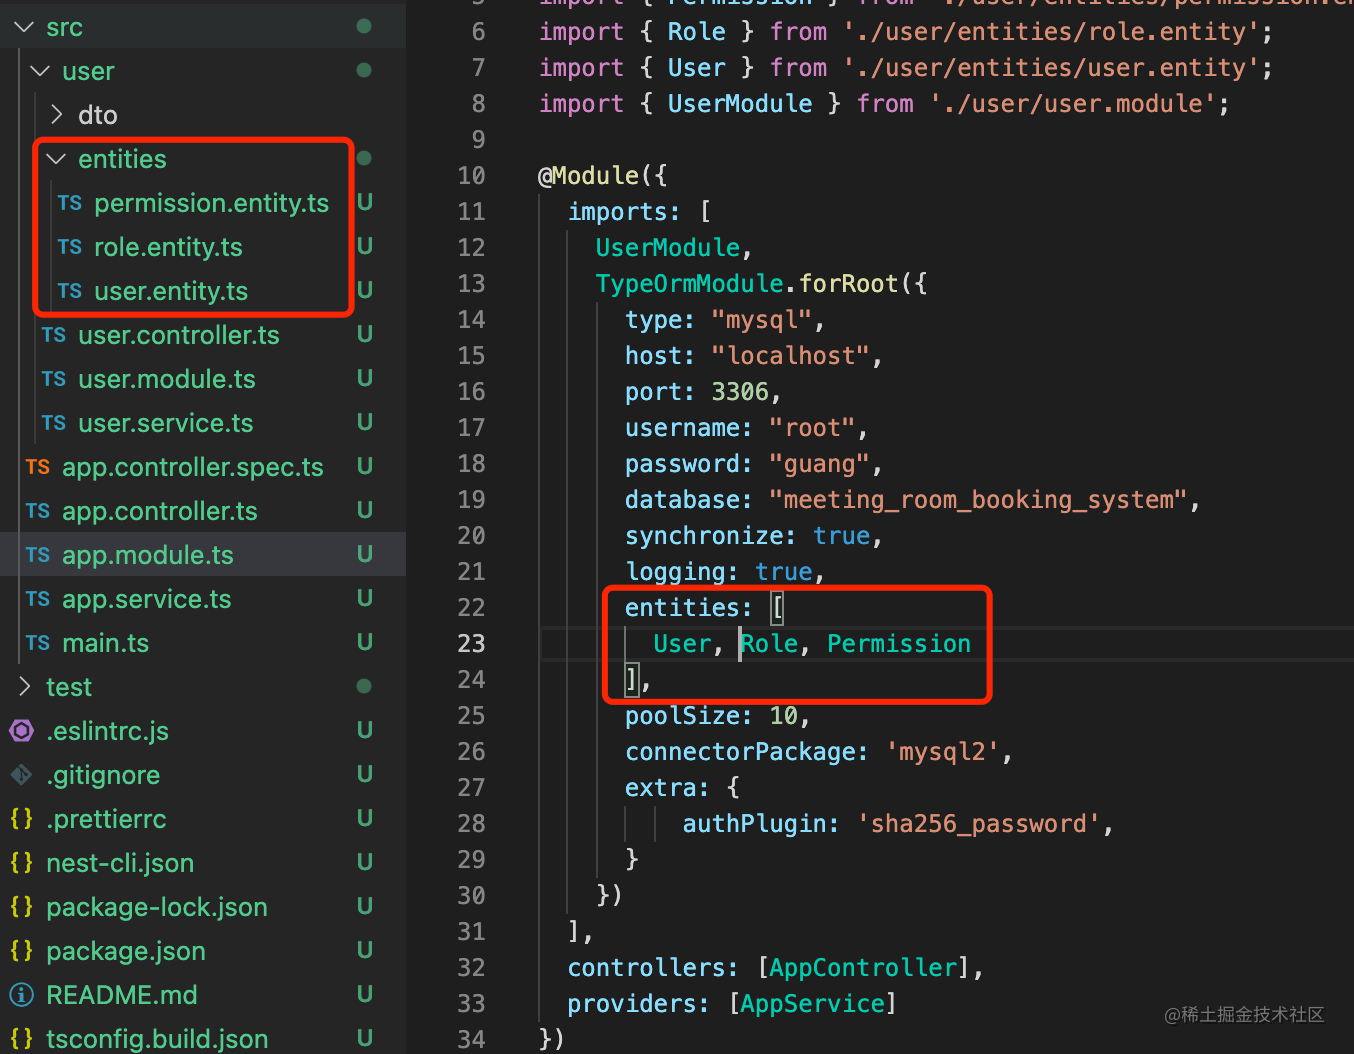 src
user
dto
entities
TS permission.entity.ts U
TS role.entity.ts U
TS user.entity.ts U
TS user.controller.ts U
TS user.module.ts U
TS user.service.ts U
TS app.controller.spec.ts U
TS app.controller.ts U
TS app.module.ts U
TS app.service.ts U
TS main.ts U
test
.eslintrc.js U
.gitignore U
{} .prettierrc U
{} nest-cli.json U
{} package-lock.json U
{} package.json U
README.md U
{} tsconfig.build.json U
5 import { Permission } from './user/entities/permission.e
6 import { Role } from './user/entities/role.entity';
7 import { User } from './user/entities/user.entity';
8 import { UserModule } from './user/user.module';
9
10 @Module({
11 imports: [
12 UserModule,
13 TypeOrmModule.forRoot({
14 type: "mysql",
15 host: "localhost",
16 port: 3306,
17 username: "root",
18 password: "guang",
19 database: "meeting_room_booking_system",
20 synchronize: true,
21 logging: true,
22 entities: [
23 User, Role, Permission
24 ],
25 poolSize: 10,
26 connectorPackage: 'mysql2',
27 extra: {
28 authPlugin: 'sha256_password',
29 }
30 })
31 ],
32 controllers: [AppController],
33 providers: [AppService]
34 })
@稀土掘金技术社区